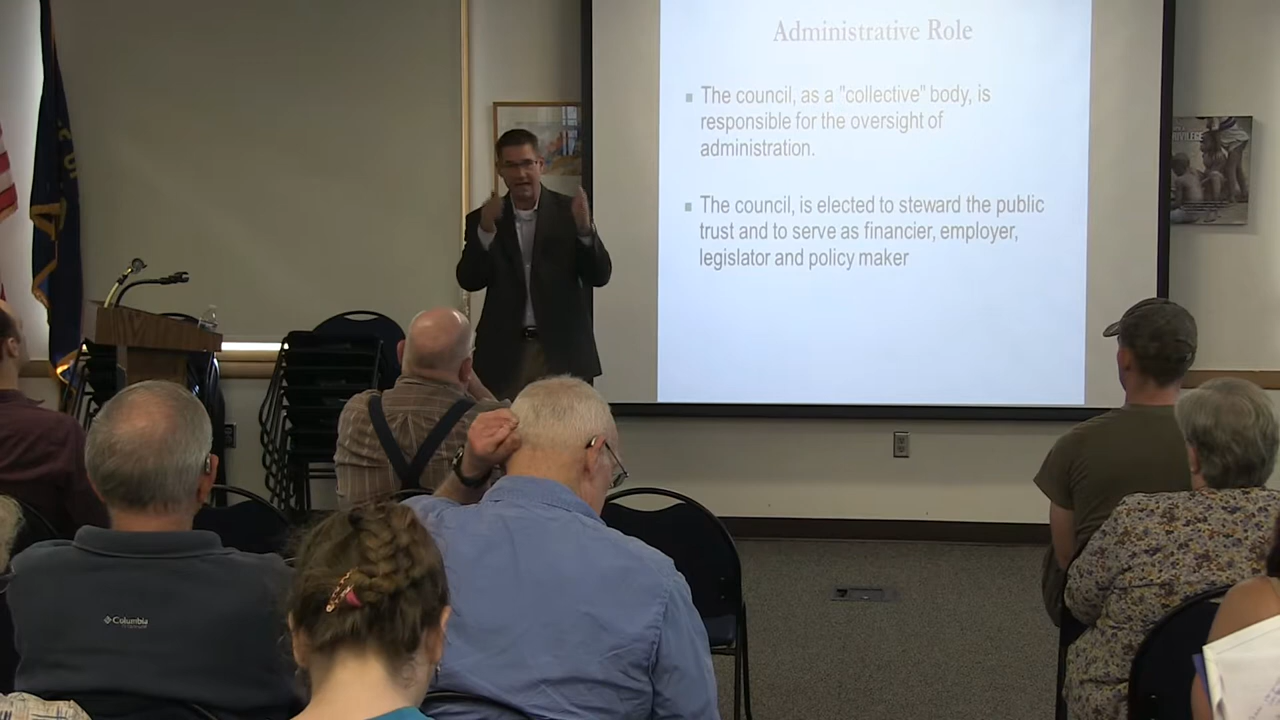 Administrative Role
The council, as a "collective" body, is
responsible for the oversight of
administration.
The council, is elected to steward the public
trust and to serve as financier, employer,
legislator and policy maker
Columbia